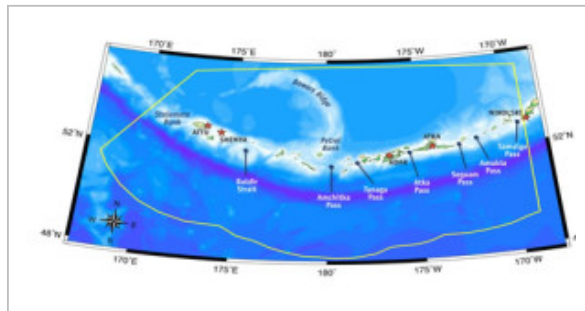 170°E
175°E
180°
175°W
170°W
Bowers Ridge
Stalemate
Bank
ATTU
SHEMYA
Petrel
Bank
ADAK
ATKA
NIKOLSKI
52°N
52°N
Buldir
Strait
Amchitka
Pass
Tanaga
Pass
Atka
Pass
Seguam
Pass
Amukta
Pass
Samalga
Pass
N
W
E
S
48°N
170°E
175°E
180°
175°W
170°W